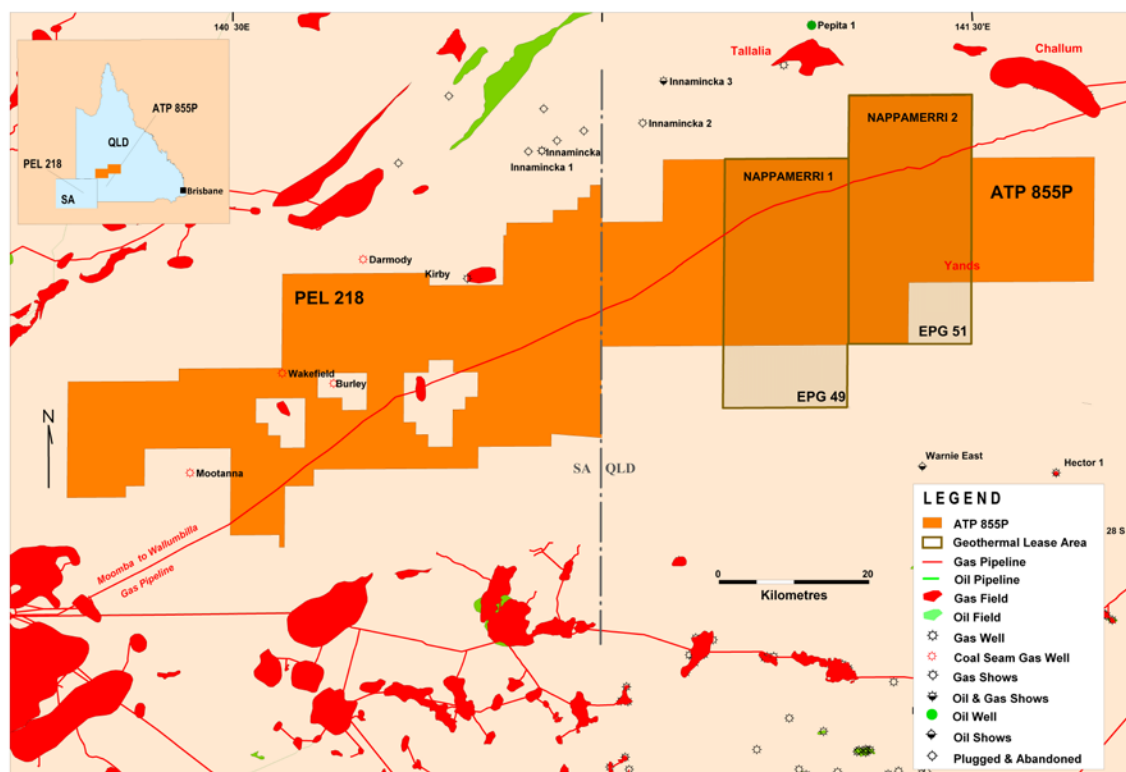 140 30E
141 30E
Pepita 1
Tallalia
Challum
ATP 855P
QLD
PEL 218
SA
Brisbane
Innamincka 3
Innamincka 2
Innamincka
Innamincka 1
NAPPAMERRI 2
NAPPAMERRI 1
ATP 855P
Yanda
Darmody
Kirby
PEL 218
EPG 51
Wakefield
Burley
EPG 49
N
Mootanna
SA QLD
Warnie East
Hector 1
Moomba to Wallumbilla
Gas Pipeline
28 S
0 10 20
Kilometres
LEGEND
ATP 855P
Geothermal Lease Area
Gas Pipeline
Oil Pipeline
Gas Field
Oil Field
Gas Well
Coal Seam Gas Well
Gas Shows
Oil & Gas Shows
Oil Well
Oil Shows
Plugged & Abandoned